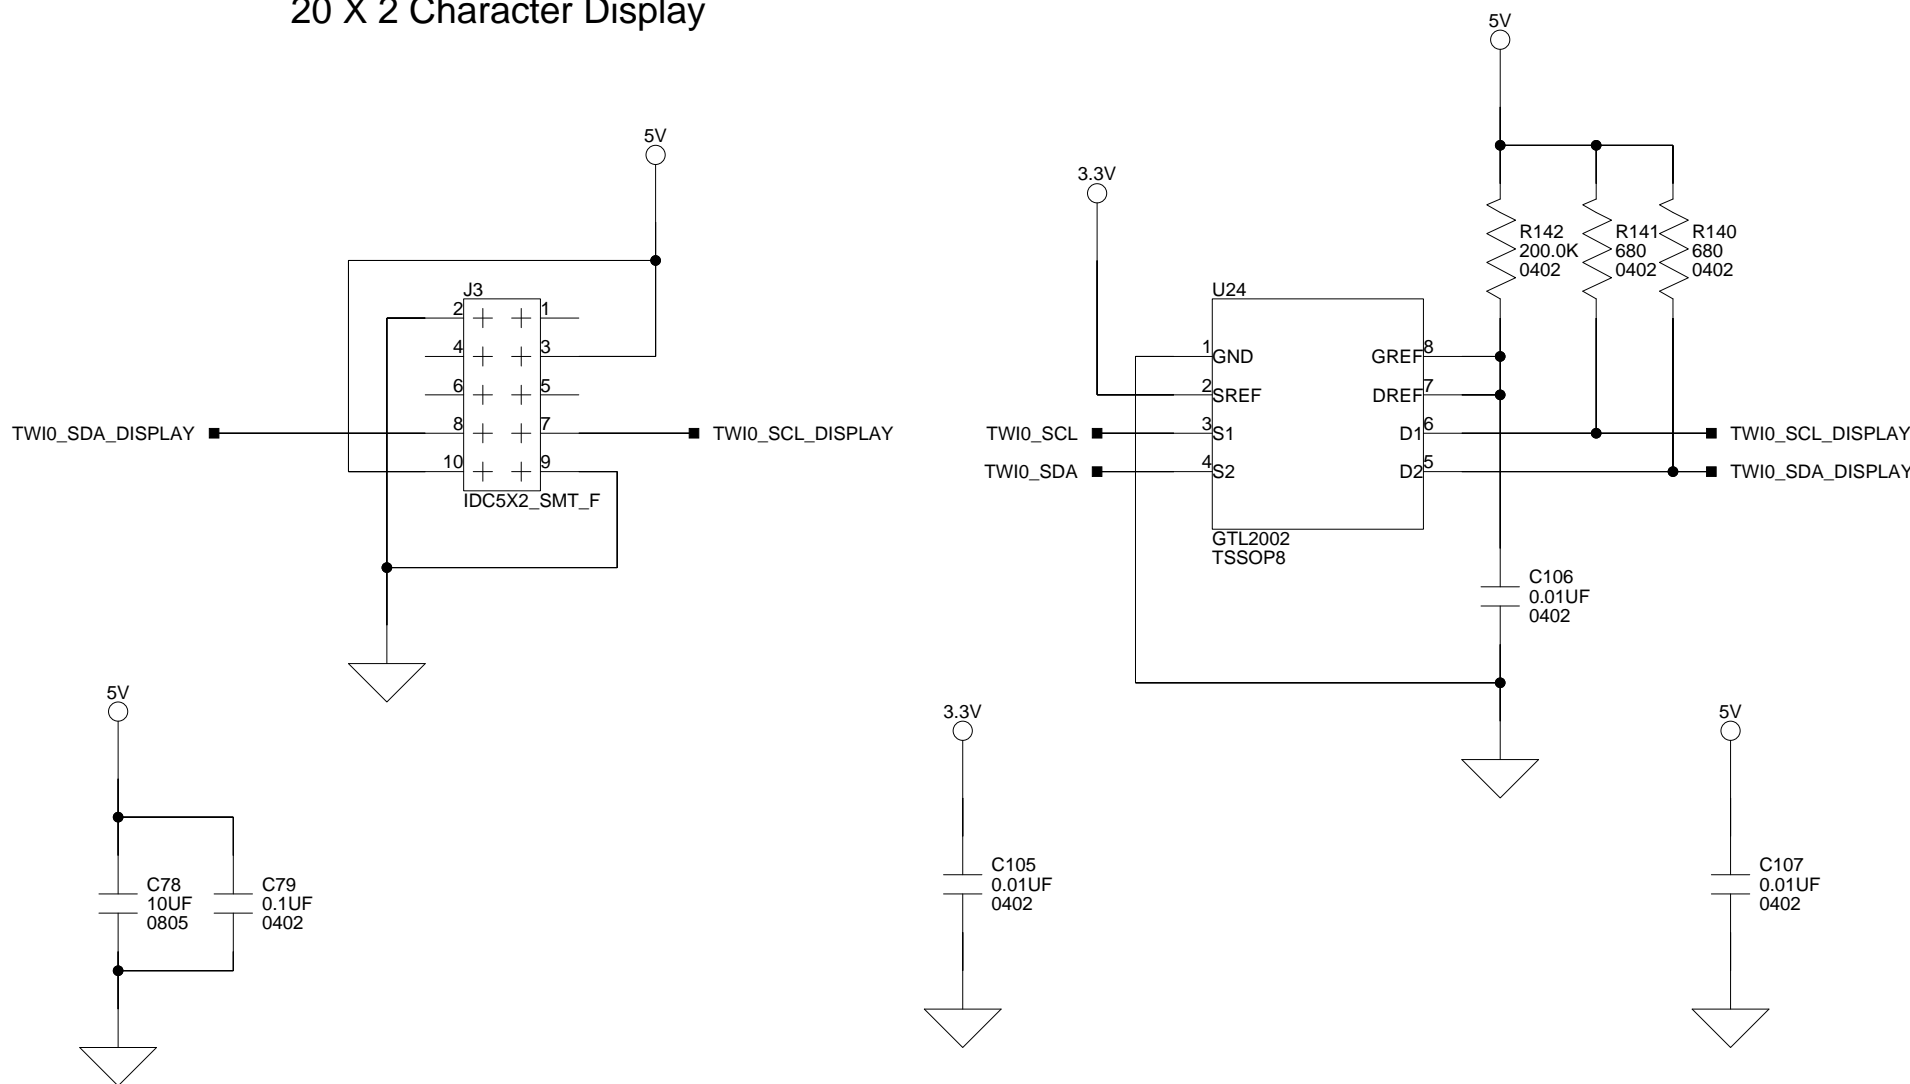 20 X 2 Character Display
5V
J3
2
1
4
3
6
5
8
7
10
9
IDC5X2_SMT_F
TWI0_SDA_DISPLAY
TWI0_SCL_DISPLAY
5V
C78
10UF
0805
C79
0.1UF
0402
5V
3.3V
R142
200.0K
0402
R141
680
0402
R140
680
0402
U24
1
GND
GREF
8
2
SREF
DREF
7
TWI0_SCL
3
S1
D1
6
TWI0_SCL_DISPLAY
TWI0_SDA
4
S2
D2
5
TWI0_SDA_DISPLAY
GTL2002
TSSOP8
C106
0.01UF
0402
3.3V
C105
0.01UF
0402
5V
C107
0.01UF
0402